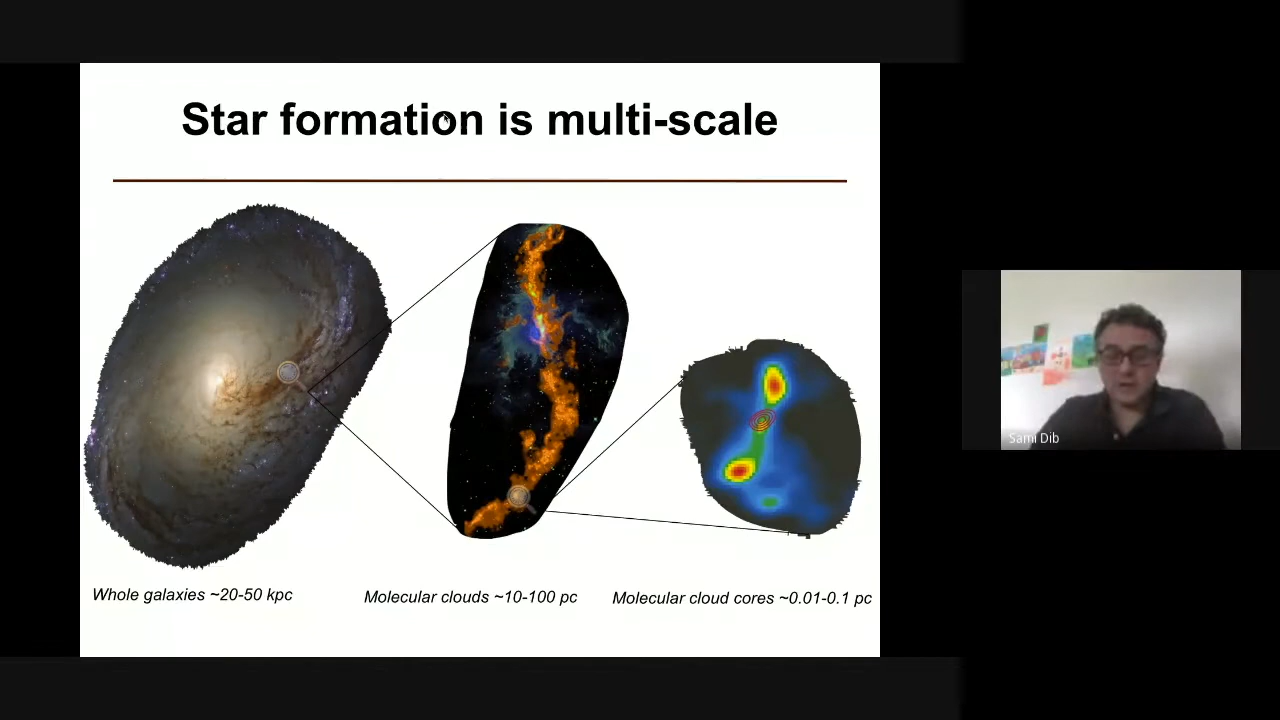 Star formation is multi-scale
Whole galaxies ~20-50 kpc
Molecular clouds ~10-100 pc
Molecular cloud cores ~0.01-0.1 pc
Sami Dib